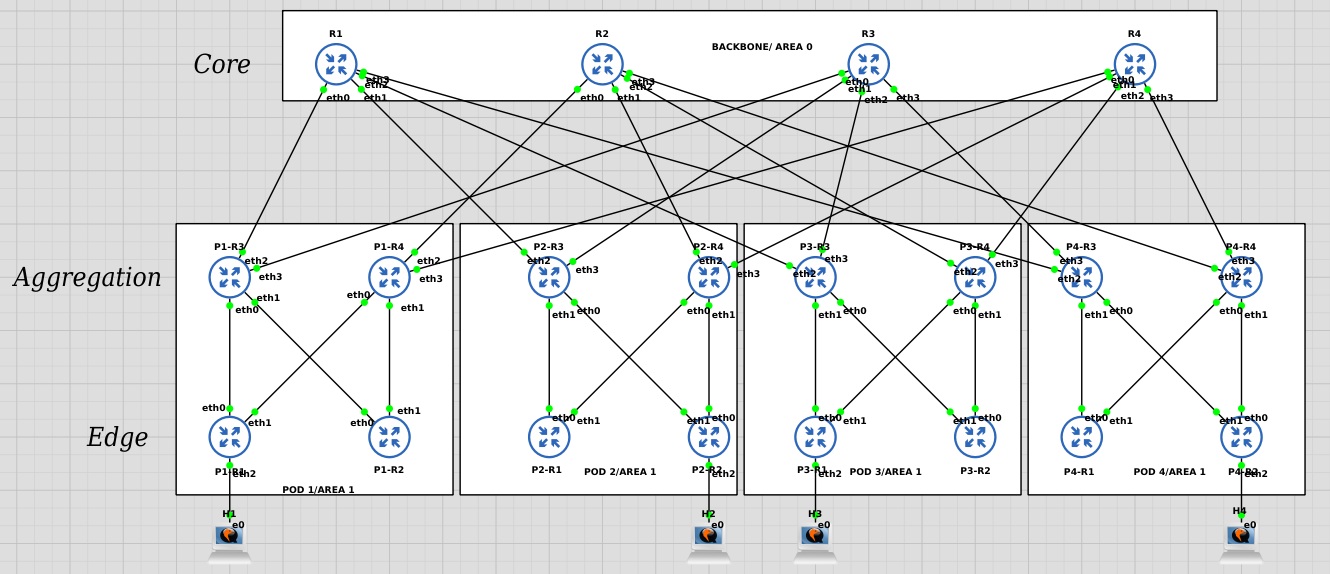 Core
R1
R2
R3
R4
BACKBONE/ AREA 0
eth0
eth1
eth2
eth3
eth0
eth1
eth2
eth3
eth0
eth1
eth2
eth3
eth0
eth1
eth2
eth3
Aggregation
P1-R3
eth2
eth3
eth1
eth0
P1-R4
eth2
eth3
eth0
eth1
P2-R3
eth2
eth3
eth1
eth0
P2-R4
eth2
eth3
eth0
eth1
P3-R3
eth3
eth2
eth1
eth0
P3-R4
eth3
eth2
eth0
eth1
P4-R3
eth3
eth2
eth1
eth0
P4-R4
eth3
eth2
eth0
eth1
Edge
eth0
eth1
P1-R1
eth2
eth1
eth0
P1-R2
POD 1/AREA 1
eth0
eth1
P2-R1
POD 2/AREA 1
eth1
eth0
P2-R2
eth2
eth0
eth1
P3-R1
eth2
POD 3/AREA 1
eth1
eth0
P3-R2
eth0
eth1
P4-R1
POD 4/AREA 1
eth1
eth0
P4-R2
eth2
H1
e0
H2
e0
H3
e0
H4
e0